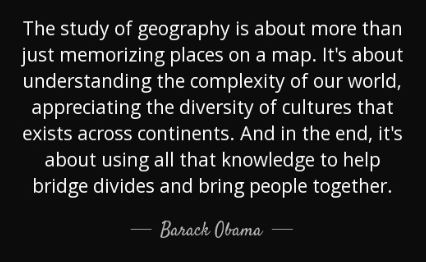 The study of geography is about more than
just memorizing places on a map. It's about
understanding the complexity of our world,
appreciating the diversity of cultures that
exists across continents. And in the end, it's
about using all that knowledge to help
bridge divides and bring people together.
Barack Obama